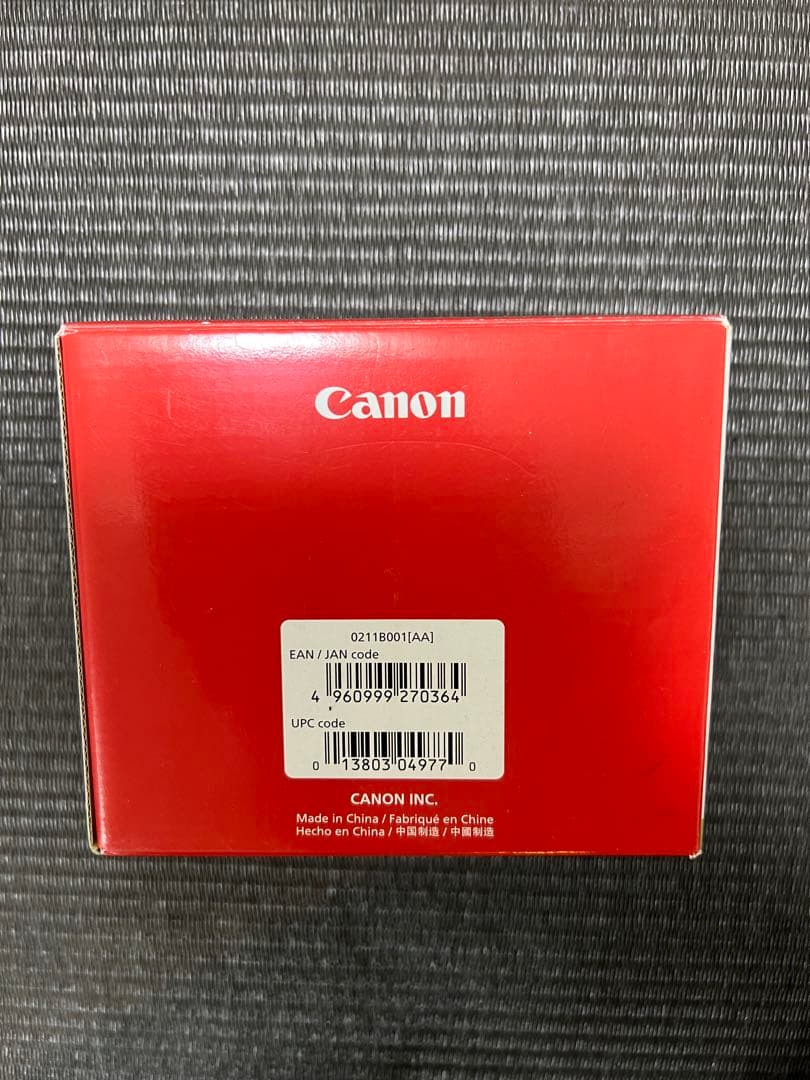 Canon
0211B001[AA]
EAN / JAN code
4 960999 270364
UPC code
0 13803 04977 0
CANON INC.
Made in China / Fabriqué en Chine
Hecho en China / 中国制造 / 中國製造